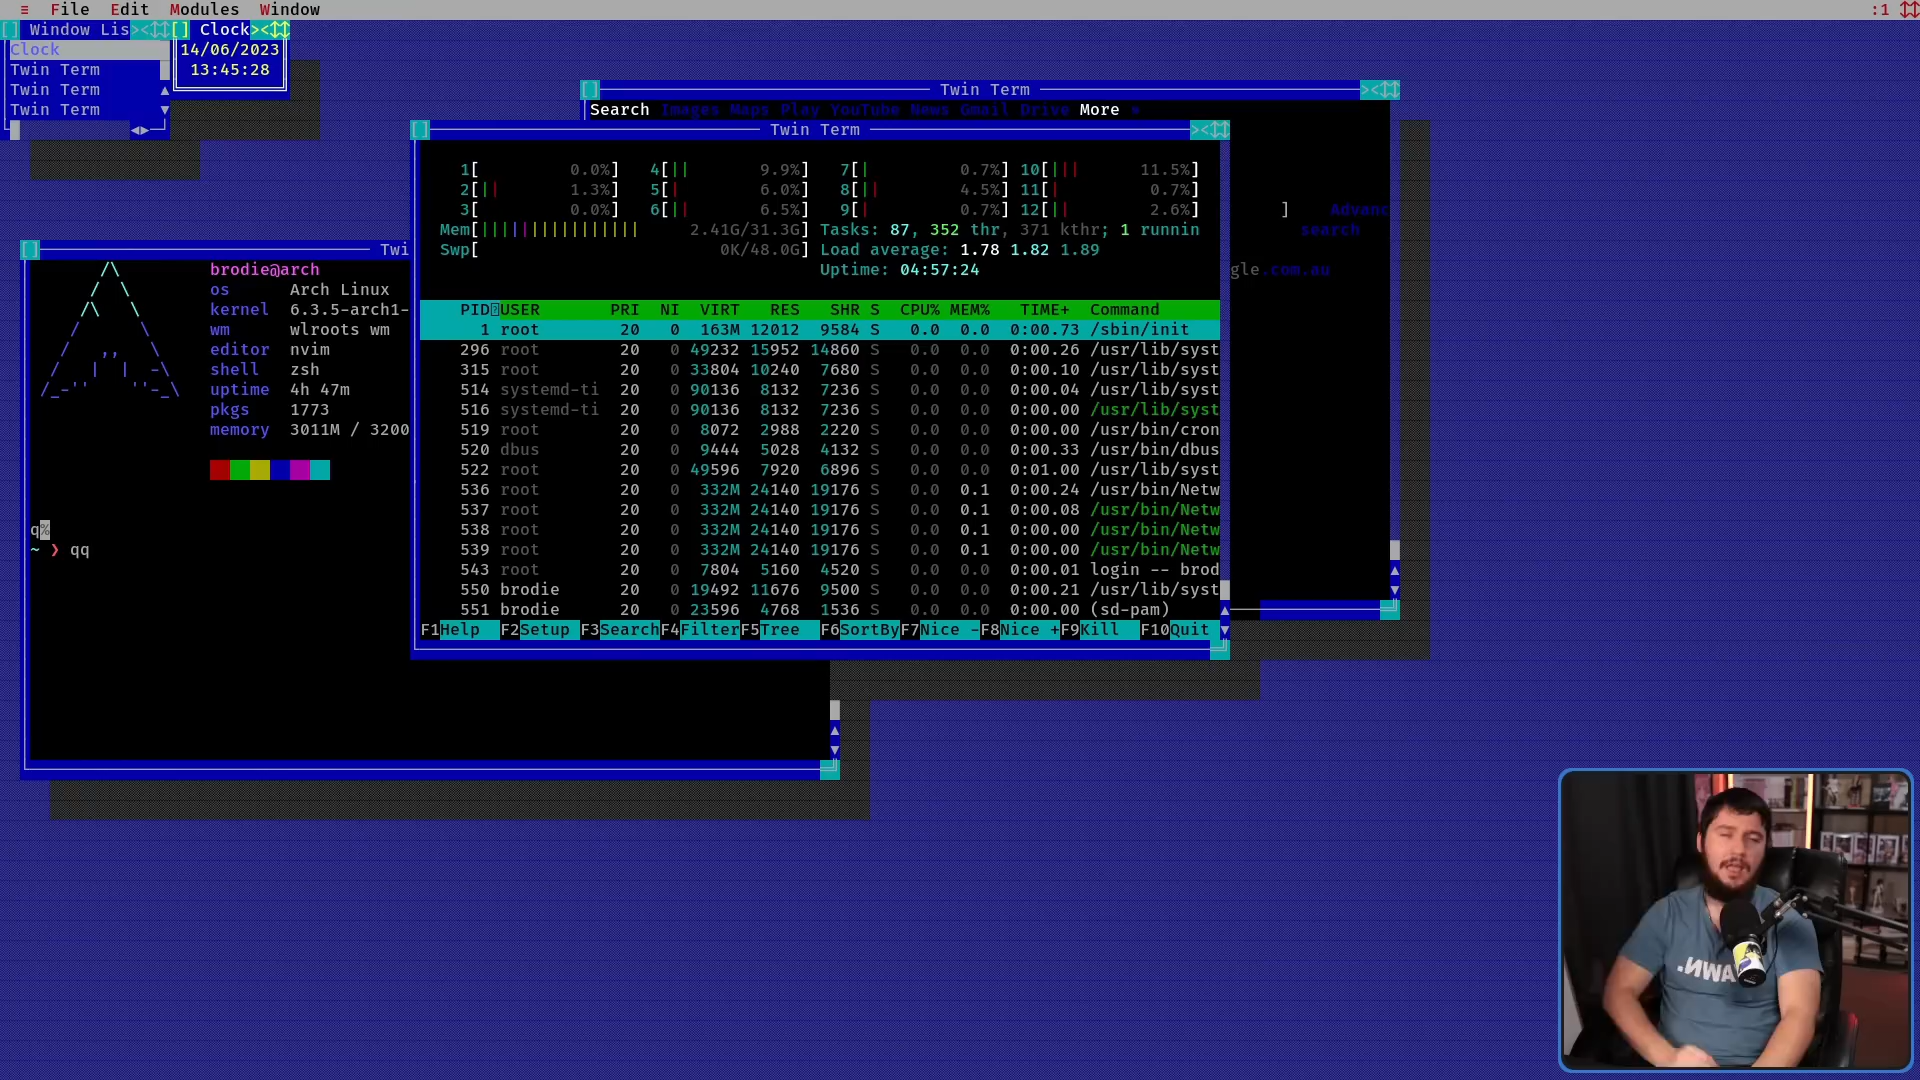 ≡ File Edit Modules Window :1
[] Window Lis
Clock
Twin Term
Twin Term
Twin Term
[] Clock
14/06/2023
13:45:28
[] Twin Term
Search Images Maps Play YouTube News Gmail Drive More »
] Advanc
search
gle.com.au
[] Twin Term
1[ 0.0%] 4[|| 9.9%] 7[| 0.7%] 10[||| 11.5%]
2[|| 1.3%] 5[| 6.0%] 8[|| 4.5%] 11[| 0.7%]
3[ 0.0%] 6[|| 6.5%] 9[| 0.7%] 12[|| 2.6%]
Mem[|||||||||||||||| 2.41G/31.3G] Tasks: 87, 352 thr, 371 kthr; 1 runnin
Swp[ 0K/48.0G] Load average: 1.78 1.82 1.89
Uptime: 04:57:24
PID USER PRI NI VIRT RES SHR S CPU% MEM% TIME+ Command
1 root 20 0 163M 12012 9584 S 0.0 0.0 0:00.73 /sbin/init
296 root 20 0 49232 15952 14860 S 0.0 0.0 0:00.26 /usr/lib/syst
315 root 20 0 33804 10240 7680 S 0.0 0.0 0:00.10 /usr/lib/syst
514 systemd-ti 20 0 90136 8132 7236 S 0.0 0.0 0:00.04 /usr/lib/syst
516 systemd-ti 20 0 90136 8132 7236 S 0.0 0.0 0:00.00 /usr/lib/syst
519 root 20 0 8072 2988 2220 S 0.0 0.0 0:00.00 /usr/bin/cron
520 dbus 20 0 9444 5028 4132 S 0.0 0.0 0:00.33 /usr/bin/dbus
522 root 20 0 49596 7920 6896 S 0.0 0.0 0:01.00 /usr/lib/syst
536 root 20 0 332M 24140 19176 S 0.0 0.1 0:00.24 /usr/bin/Netw
537 root 20 0 332M 24140 19176 S 0.0 0.1 0:00.08 /usr/bin/Netw
538 root 20 0 332M 24140 19176 S 0.0 0.1 0:00.00 /usr/bin/Netw
539 root 20 0 332M 24140 19176 S 0.0 0.1 0:00.00 /usr/bin/Netw
543 root 20 0 7804 5160 4520 S 0.0 0.0 0:00.01 login -- brod
550 brodie 20 0 19492 11676 9500 S 0.0 0.0 0:00.21 /usr/lib/syst
551 brodie 20 0 23596 4768 1536 S 0.0 0.0 0:00.00 (sd-pam)
F1Help F2Setup F3Search F4Filter F5Tree F6SortBy F7Nice - F8Nice + F9Kill F10Quit
[] Twi
brodie@arch
os Arch Linux
kernel 6.3.5-arch1-
wm wlroots wm
editor nvim
shell zsh
uptime 4h 47m
pkgs 1773
memory 3011M / 3200
q%
~ ❯ qq